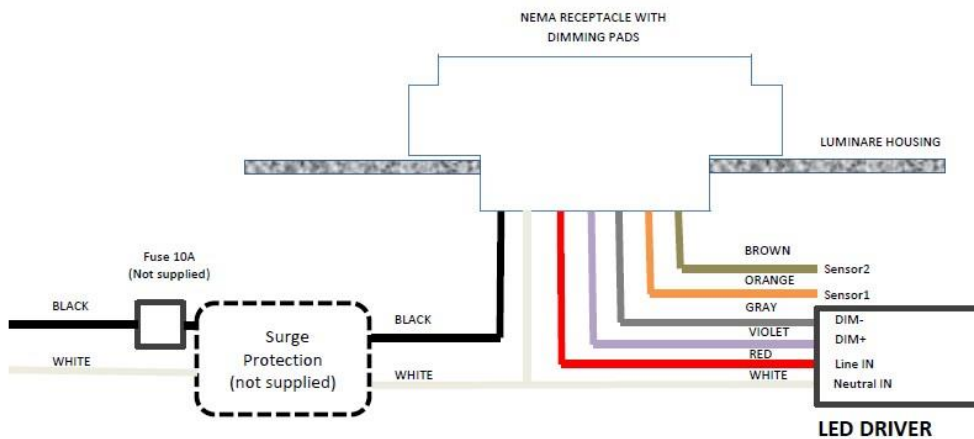 NEMA RECEPTACLE WITH
DIMMING PADS
LUMINARE HOUSING
Fuse 10A
(Not supplied)
BROWN
Sensor2
ORANGE
Sensor1
BLACK
GRAY
DIM-
BLACK
VIOLET
DIM+
Surge
Protection
(not supplied)
WHITE
RED
Line IN
WHITE
WHITE
Neutral IN
LED DRIVER